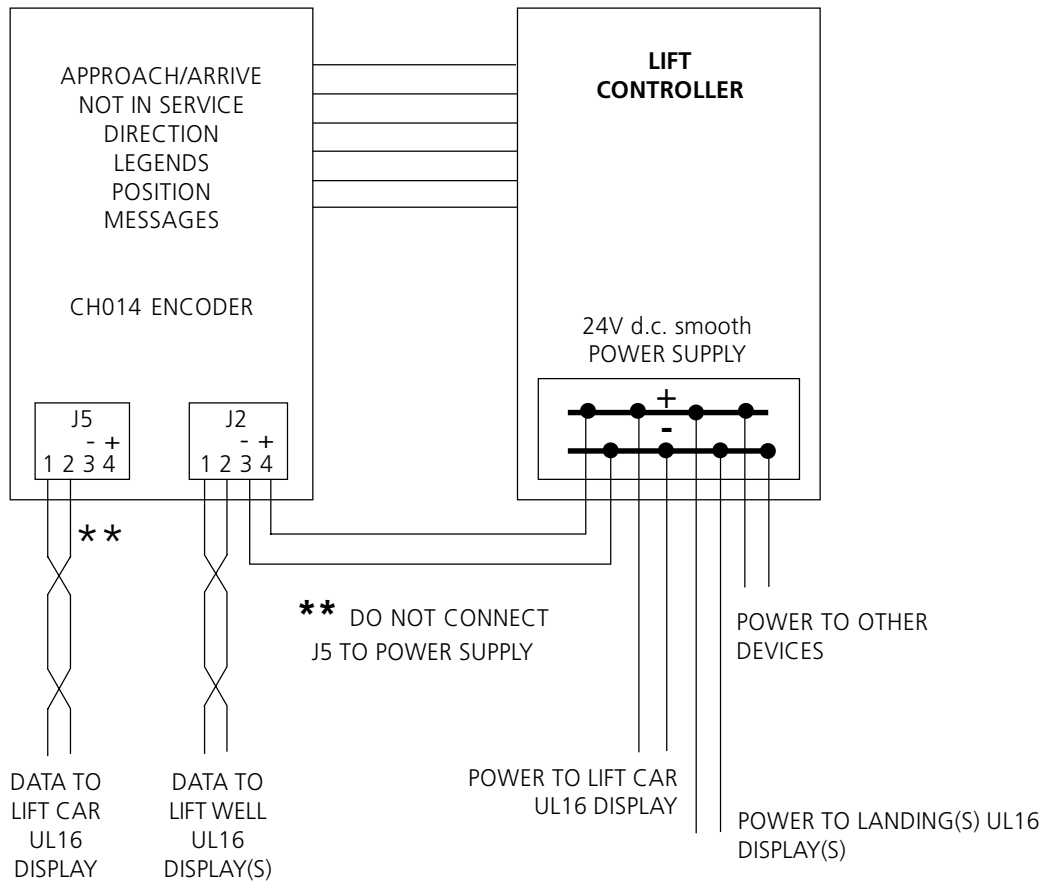 APPROACH/ARRIVE
NOT IN SERVICE
DIRECTION
LEGENDS
POSITION
MESSAGES
CH014 ENCODER
J5
- +
1 2 3 4
J2
- +
1 2 3 4
LIFT
CONTROLLER
24V d.c. smooth
POWER SUPPLY
+
-
**
** DO NOT CONNECT
J5 TO POWER SUPPLY
DATA TO
LIFT CAR
UL16
DISPLAY
DATA TO
LIFT WELL
UL16
DISPLAY(S)
POWER TO LIFT CAR
UL16 DISPLAY
POWER TO OTHER
DEVICES
POWER TO LANDING(S) UL16
DISPLAY(S)